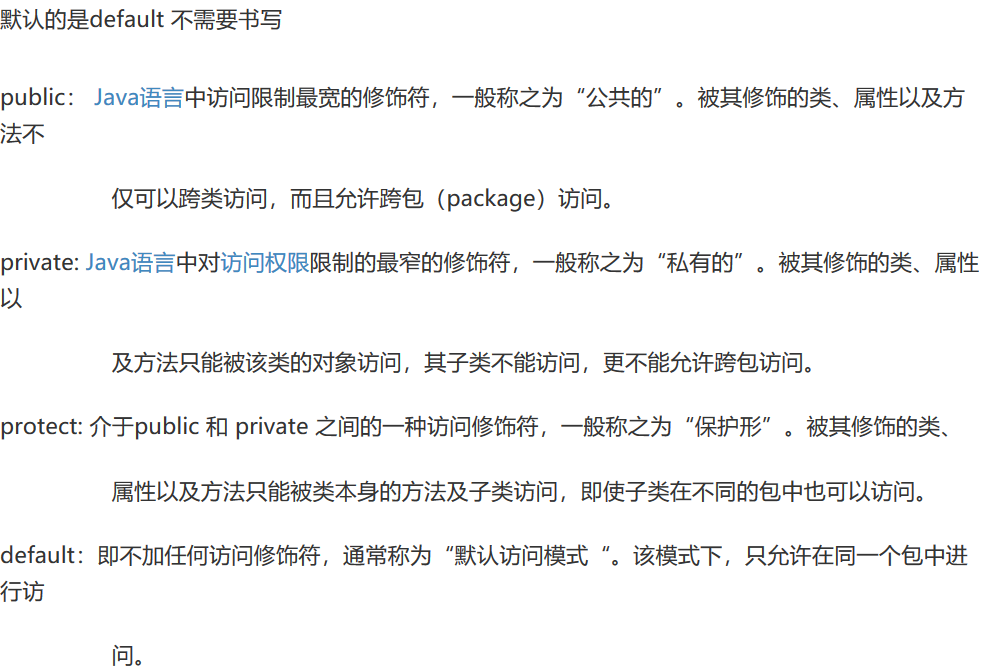 默认的是default 不需要书写
public： Java语言中访问限制最宽的修饰符，一般称之为“公共的”。被其修饰的类、属性以及方
法不
仅可以跨类访问，而且允许跨包（package）访问。
private: Java语言中对访问权限限制的最窄的修饰符，一般称之为“私有的”。被其修饰的类、属性
以
及方法只能被该类的对象访问，其子类不能访问，更不能允许跨包访问。
protect: 介于public 和 private 之间的一种访问修饰符，一般称之为“保护形”。被其修饰的类、
属性以及方法只能被类本身的方法及子类访问，即使子类在不同的包中也可以访问。
default：即不加任何访问修饰符，通常称为“默认访问模式“。该模式下，只允许在同一个包中进
行访
问。